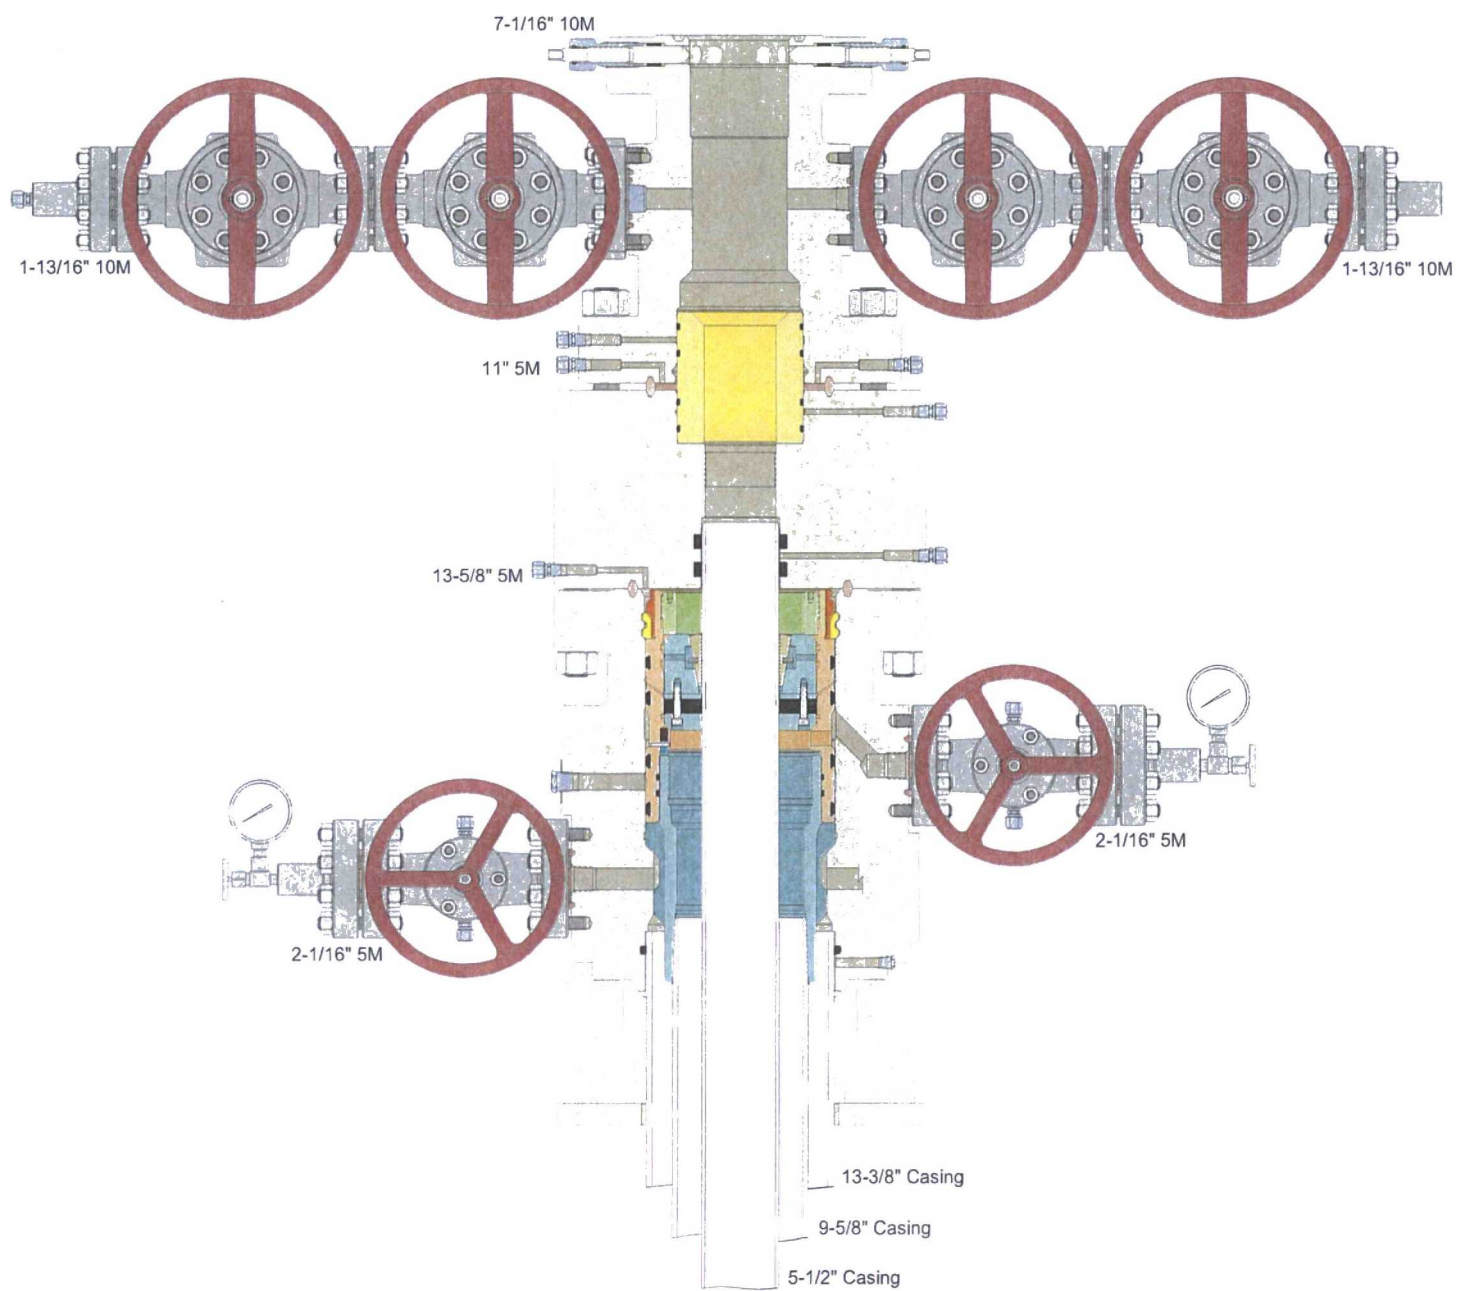 7-1/16" 10M
1-13/16" 10M
1-13/16" 10M
11" 5M
13-5/8" 5M
2-1/16" 5M
2-1/16" 5M
13-3/8" Casing
9-5/8" Casing
5-1/2" Casing